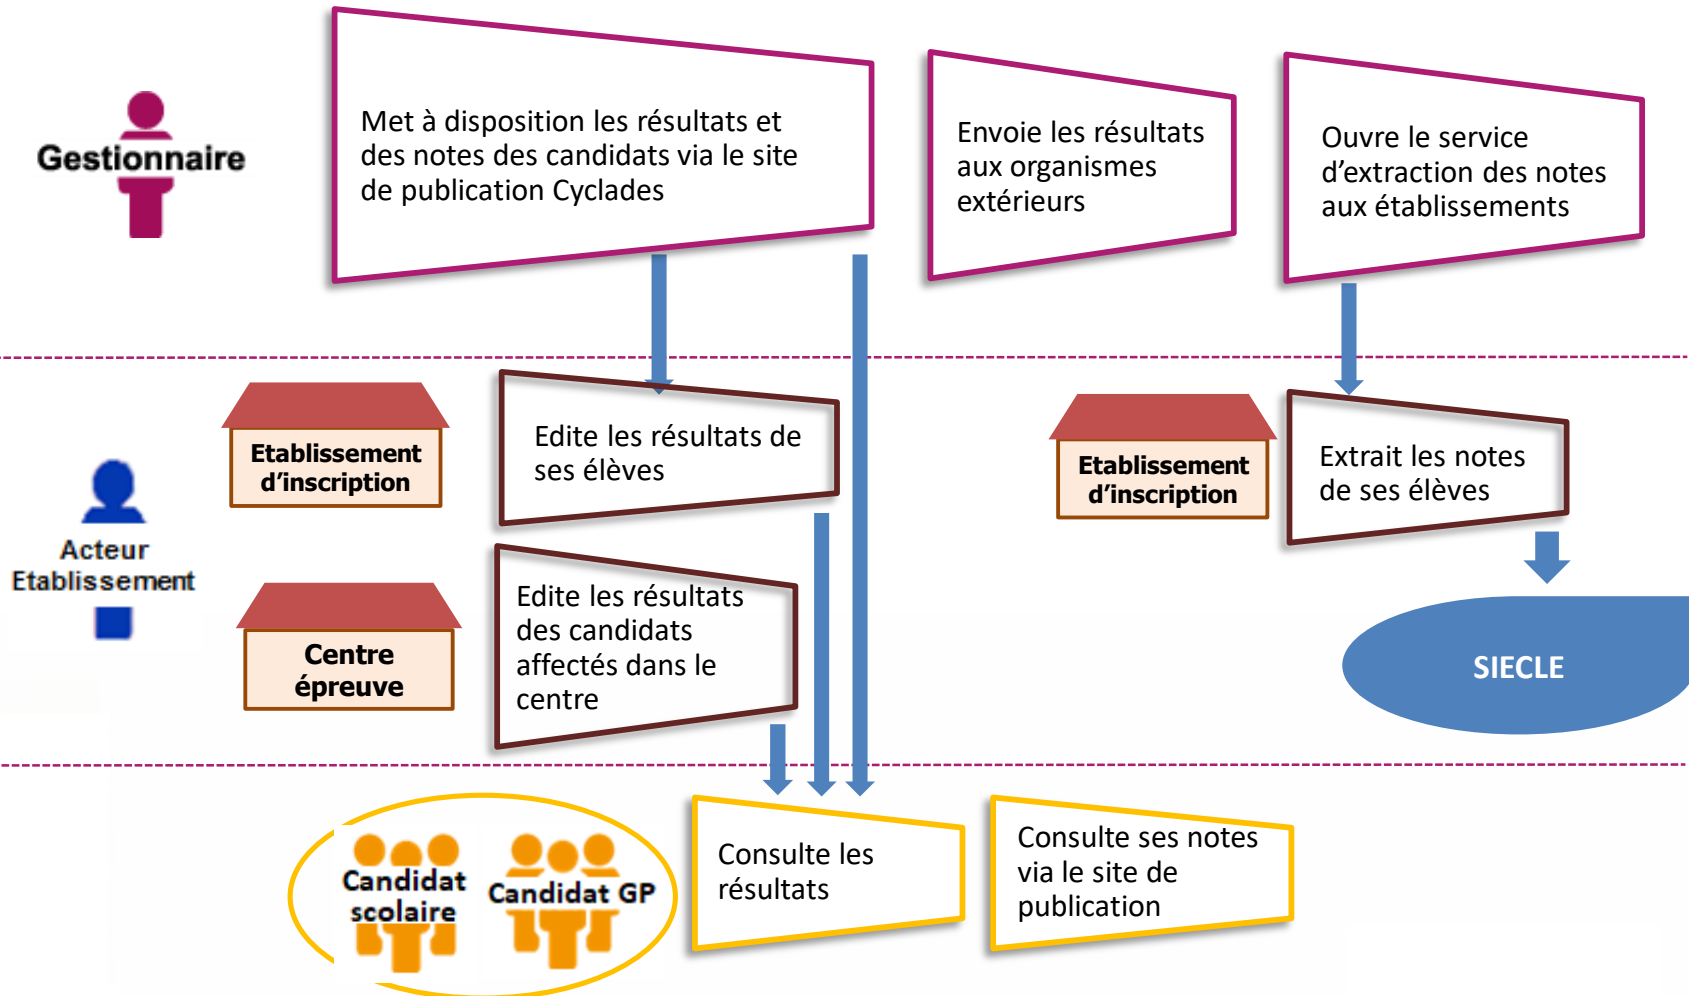 Gestionnaire
Met à disposition les résultats et
des notes des candidats via le site
de publication Cyclades
Envoie les résultats
aux organismes
extérieurs
Ouvre le service
d’extraction des notes
aux établissements
Acteur
Etablissement
Etablissement
d’inscription
Edite les résultats de
ses élèves
Etablissement
d’inscription
Extrait les notes
de ses élèves
Centre
épreuve
Edite les résultats
des candidats
affectés dans le
centre
SIECLE
Candidat
scolaire
Candidat GP
Consulte les
résultats
Consulte ses notes
via le site de
publication